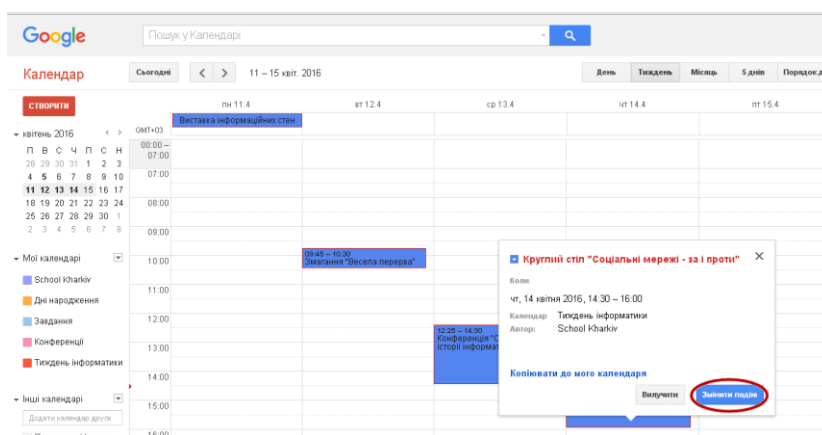 Google
Пошук у Календарі
Календар
Сьогодні
11 – 15 квіт. 2016
День Тиждень Місяць 5 днів Порядок д
СТВОРИТИ
пн 11.4 вт 12.4 ср 13.4 чт 14.4 пт 15.4
квітень 2016
П В С Ч П С Н
28 29 30 31 1 2 3
4 5 6 7 8 9 10
11 12 13 14 15 16 17
18 19 20 21 22 23 24
25 26 27 28 29 30 1
2 3 4 5 6 7 8
GMT+03
Виставка інформаційних стен
00:00 –
07:00
07:00
08:00
09:00
10:00
11:00
12:00
13:00
14:00
15:00
16:00
09:45 – 10:30
Змагання "Весела перерва"
12:25 – 14:30
Конференція "С
історії інформат
Мої календарі
School Kharkiv
Дні народження
Завдання
Конференції
Тиждень інформатики
Інші календарі
Додати календар друга
Круглий стіл "Соціальні мережі - за і проти"
Коли
чт, 14 квітня 2016, 14:30 – 16:00
Календар Тиждень інформатики
Автор: School Kharkiv
Копіювати до мого календаря
Вилучити Змінити подію